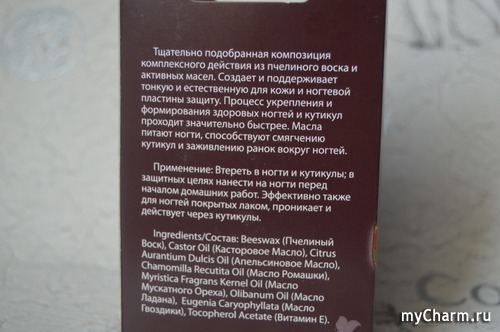 Тщательно подобранная композиция
комплексного действия из пчелиного воска и
активных масел. Создает и поддерживает
тонкую и естественную для кожи и ногтевой
пластины защиту. Процесс укрепления и
формирования здоровых ногтей и кутикул
проходит значительно быстрее. Масла
питают ногти, способствуют смягчению
кутикул и заживлению ранок вокруг ногтей.
Применение: Втереть в ногти и кутикулы; в
защитных целях нанести на ногти перед
началом домашних работ. Эффективно также
для ногтей покрытых лаком, проникает и
действует через кутикулы.
Ingredients/Состав: Beeswax (Пчелиный
Воск), Castor Oil (Касторовое Масло), Citrus
Aurantium Dulcis Oil (Апельсиновое Масло),
Chamomilla Recutita Oil (Масло Ромашки),
Myristica Fragrans Kernel Oil (Масло
Мускатного Ореха), Olibanum Oil (Масло
Ладана), Eugenia Caryophyllata (Масло
Гвоздики), Tocopherol Acetate (Витамин Е).
myCharm.ru